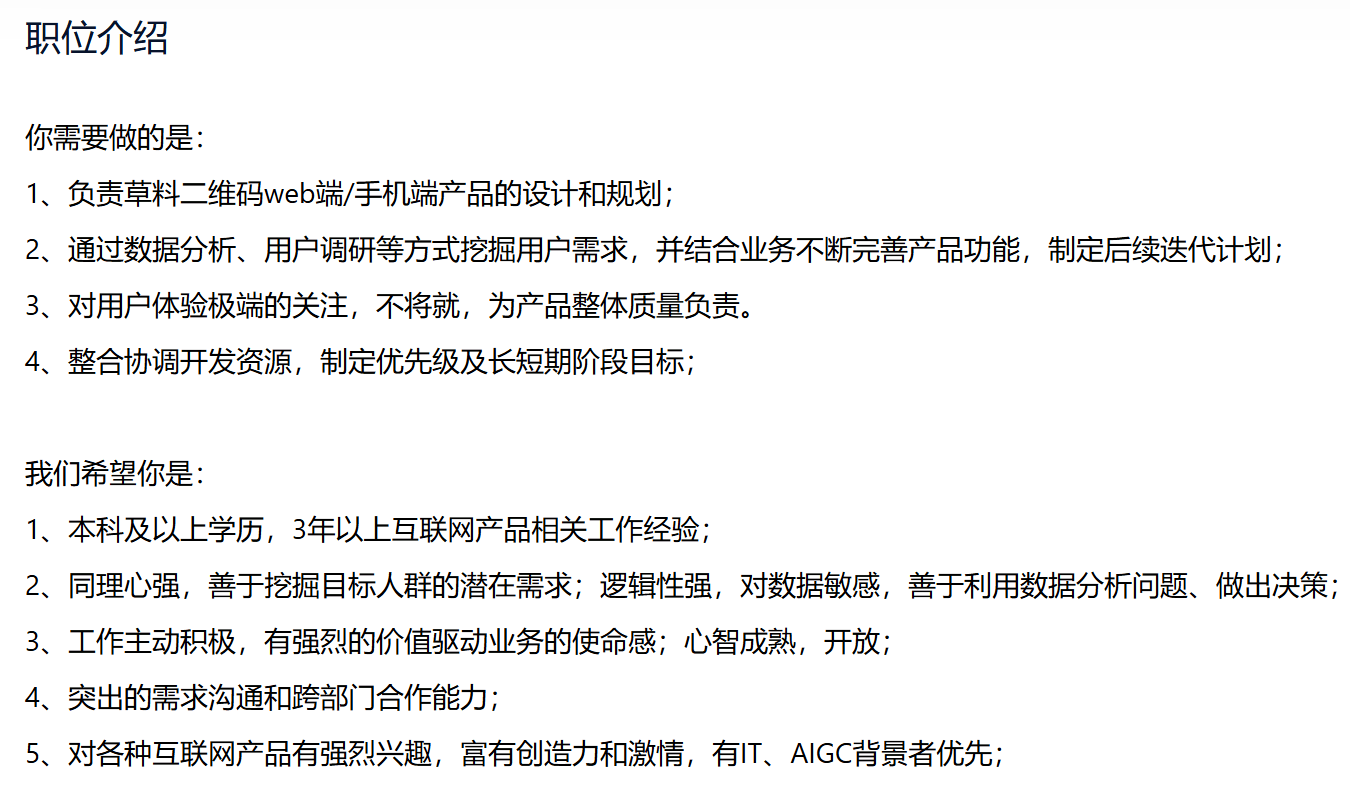 职位介绍
你需要做的是：
1、负责草料二维码web端/手机端产品的设计和规划；
2、通过数据分析、用户调研等方式挖掘用户需求，并结合业务不断完善产品功能，制定后续迭代计划；
3、对用户体验极端的关注，不将就，为产品整体质量负责。
4、整合协调开发资源，制定优先级及长短期阶段目标；
我们希望你是：
1、本科及以上学历，3年以上互联网产品相关工作经验；
2、同理心强，善于挖掘目标人群的潜在需求；逻辑性强，对数据敏感，善于利用数据分析问题、做出决策；
3、工作主动积极，有强烈的价值驱动业务的使命感；心智成熟，开放；
4、突出的需求沟通和跨部门合作能力；
5、对各种互联网产品有强烈兴趣，富有创造力和激情，有IT、AIGC背景者优先；